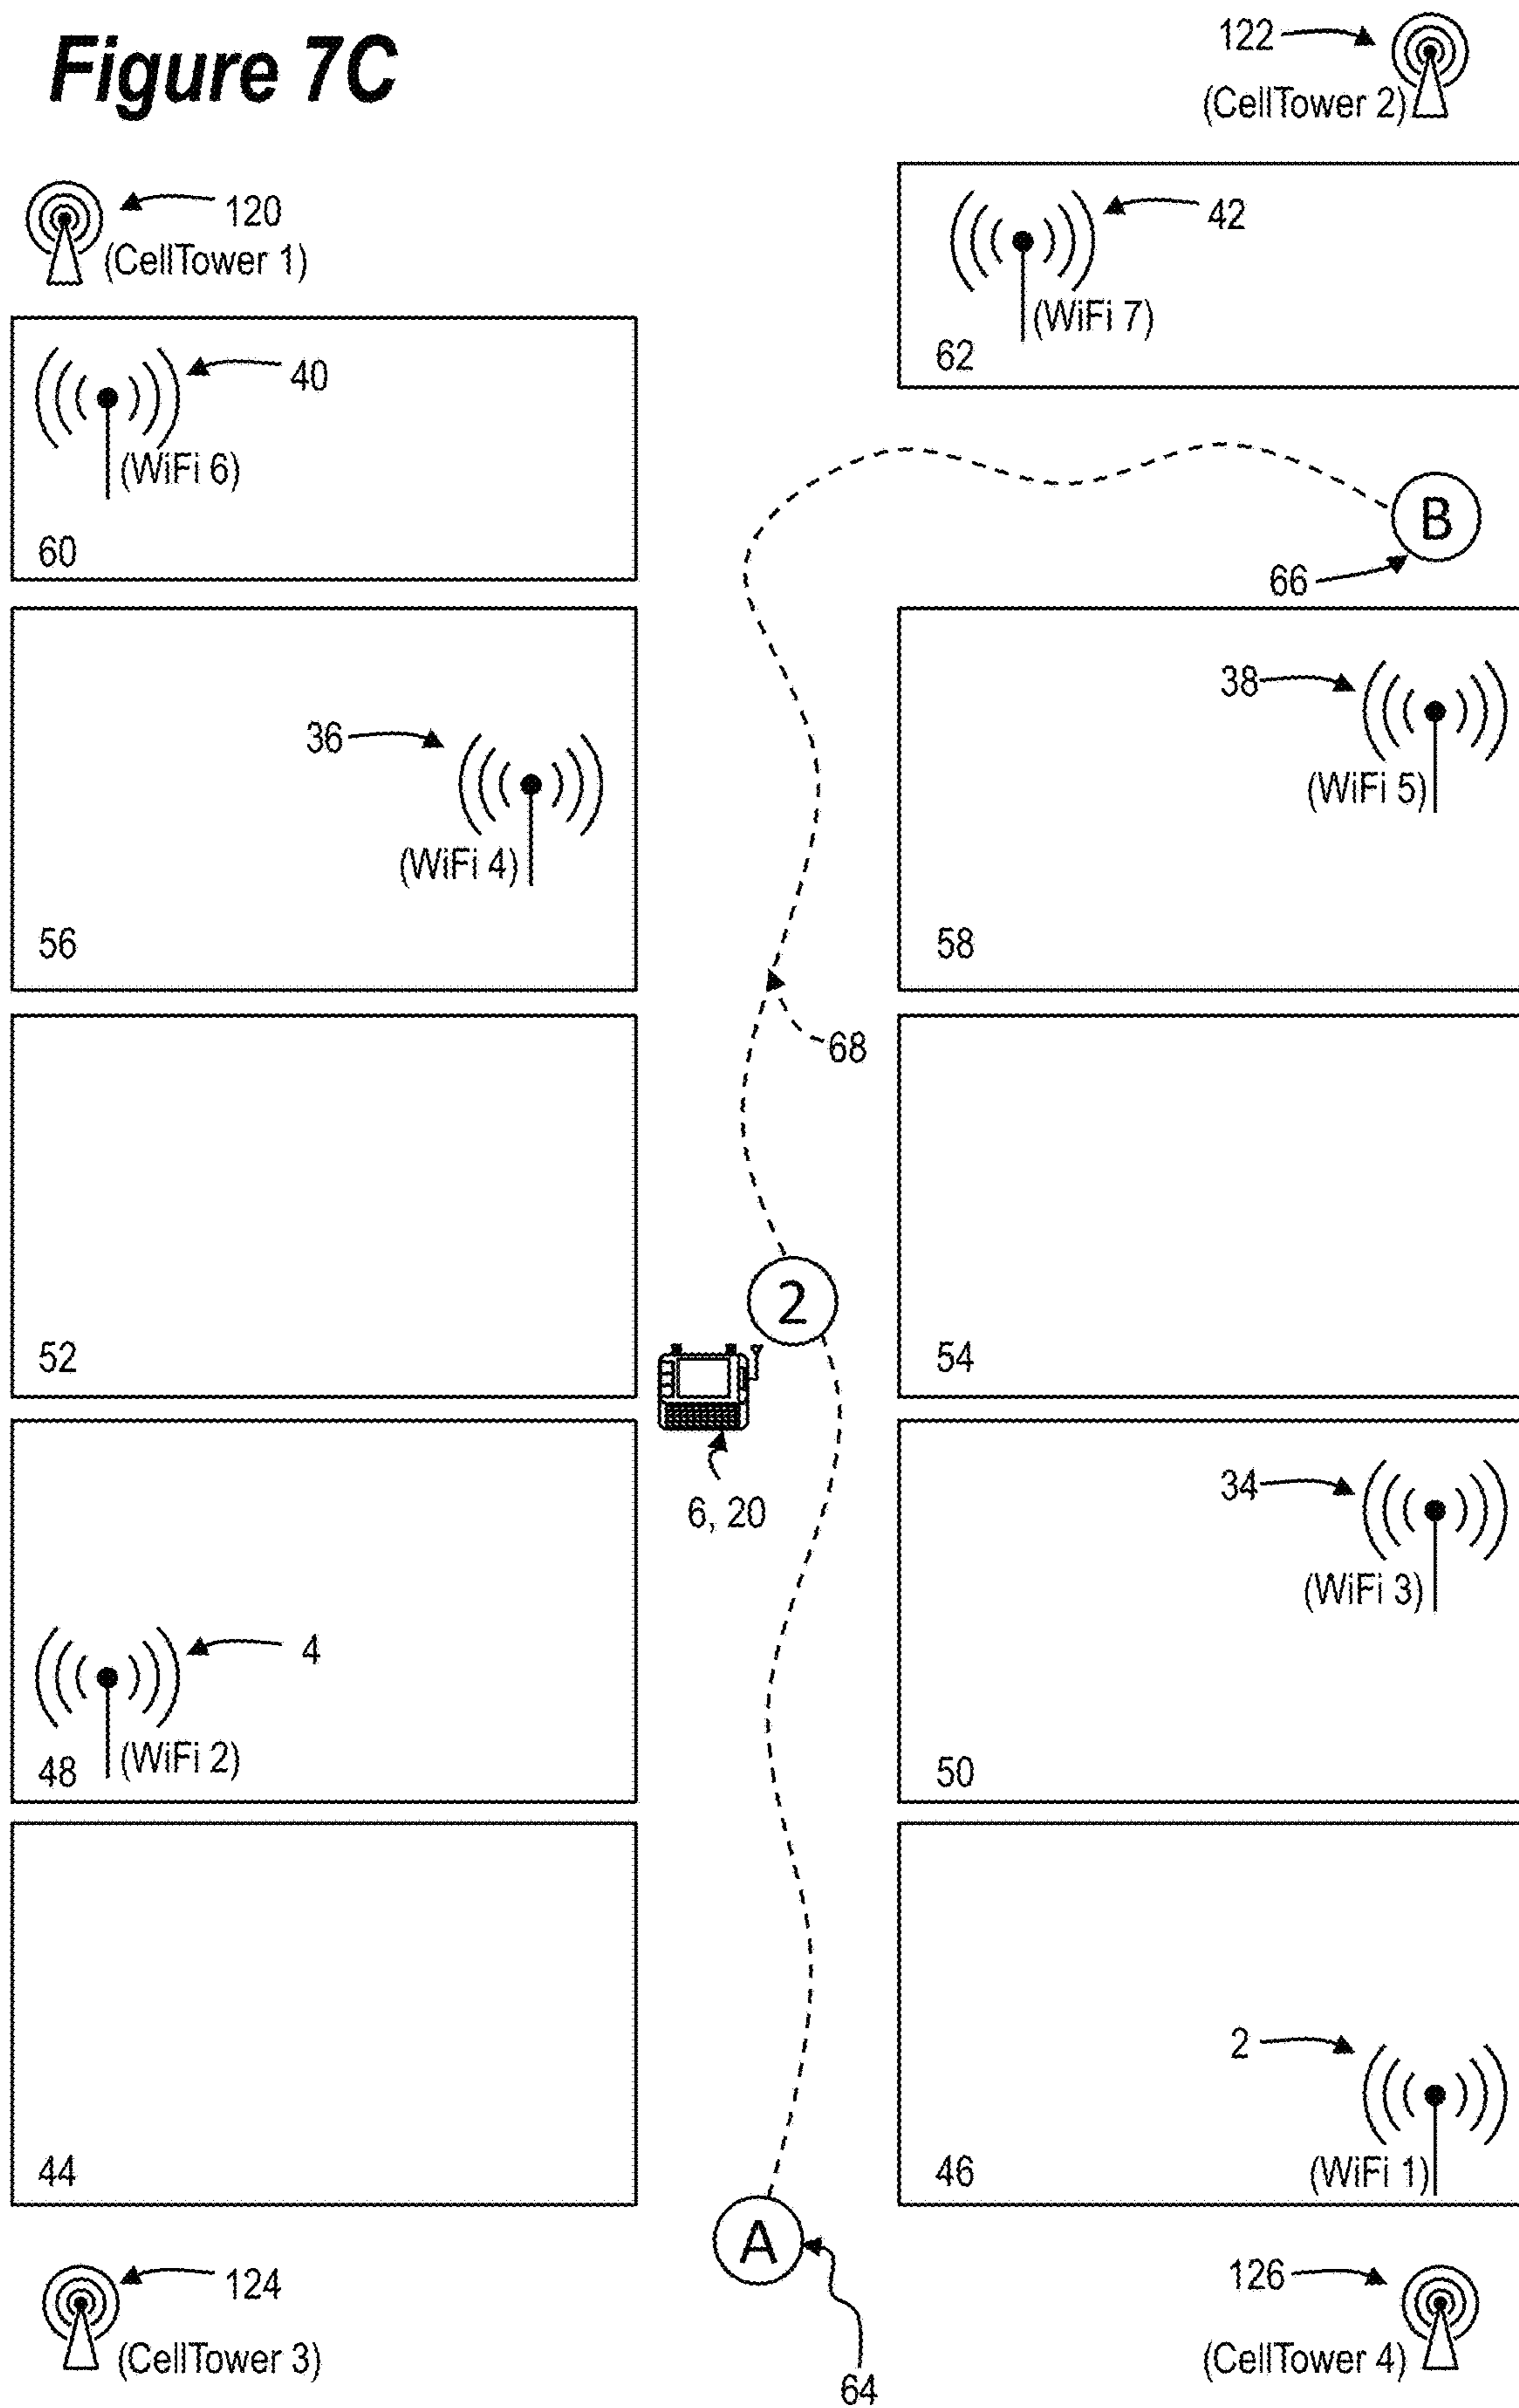 Figure 7C
122
(CellTower 2)
120
(CellTower 1)
42
(WiFi 7)
62
40
(WiFi 6)
60
B
66
38
(WiFi 5)
58
36
(WiFi 4)
56
68
52
2
54
6, 20
34
(WiFi 3)
50
4
(WiFi 2)
48
44
2
(WiFi 1)
46
A
64
124
(CellTower 3)
126
(CellTower 4)